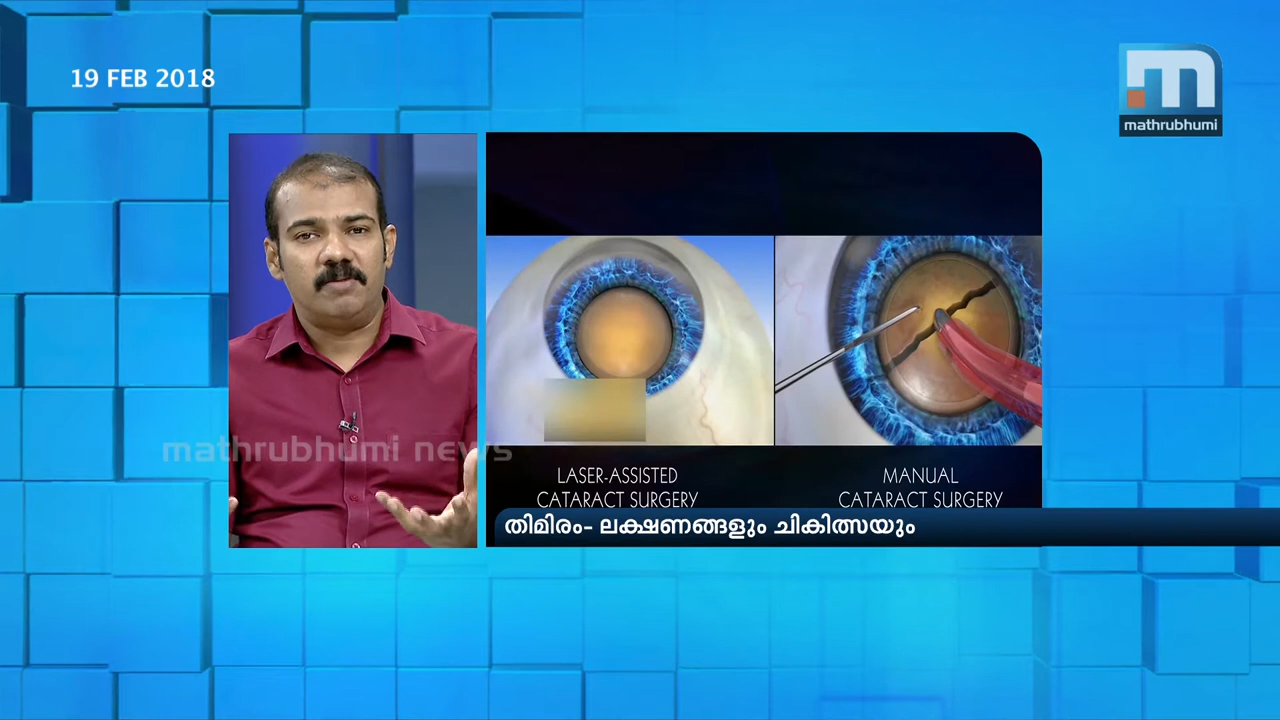 19 FEB 2018
mathrubhumi
mathrubhumi news
LASER-ASSISTED
CATARACT SURGERY
MANUAL
CATARACT SURGERY
തിമിരം- ലക്ഷണങ്ങളും ചികിത്സയും